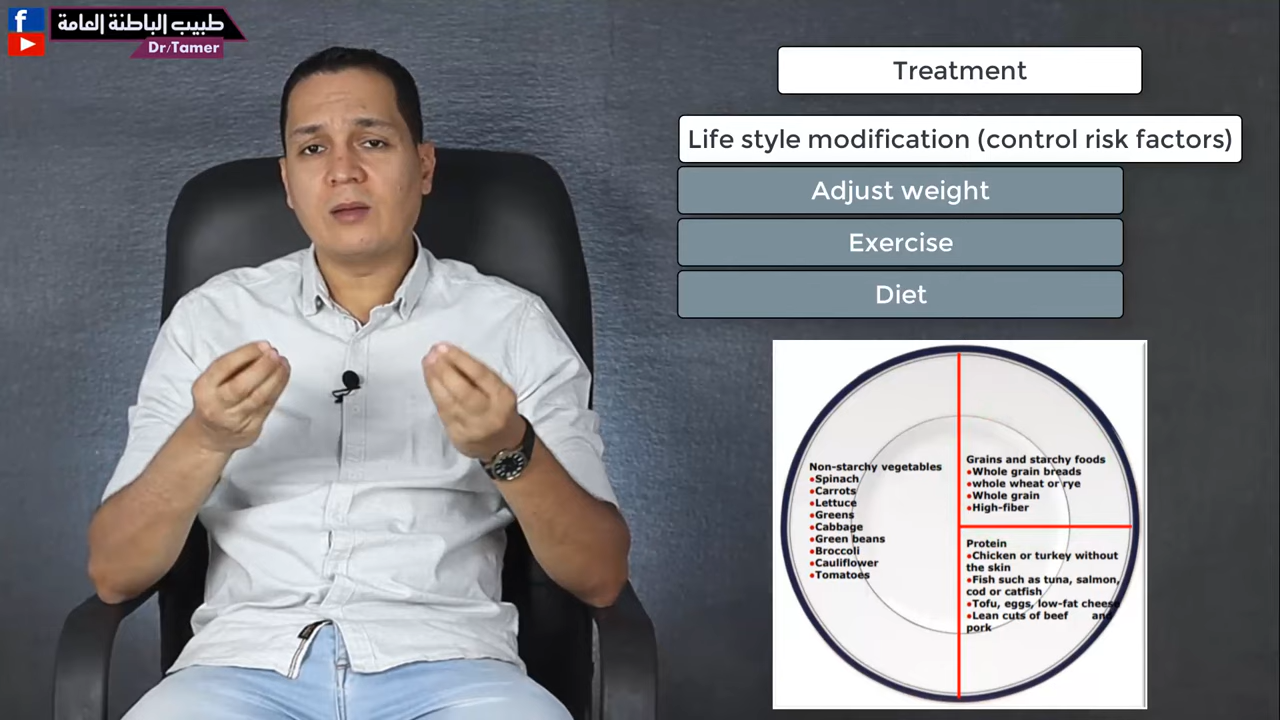 f
طبيب الباطنة العامة
Dr/Tamer
Treatment
Life style modification (control risk factors)
Adjust weight
Exercise
Diet
Non-starchy vegetables
•Spinach
•Carrots
•Lettuce
•Greens
•Cabbage
•Green beans
•Broccoli
•Cauliflower
•Tomatoes
Grains and starchy foods
•Whole grain breads
•whole wheat or rye
•Whole grain
•High-fiber
Protein
•Chicken or turkey without
the skin
•Fish such as tuna, salmon,
cod or catfish
•Tofu, eggs, low-fat cheese
•Lean cuts of beef and
pork